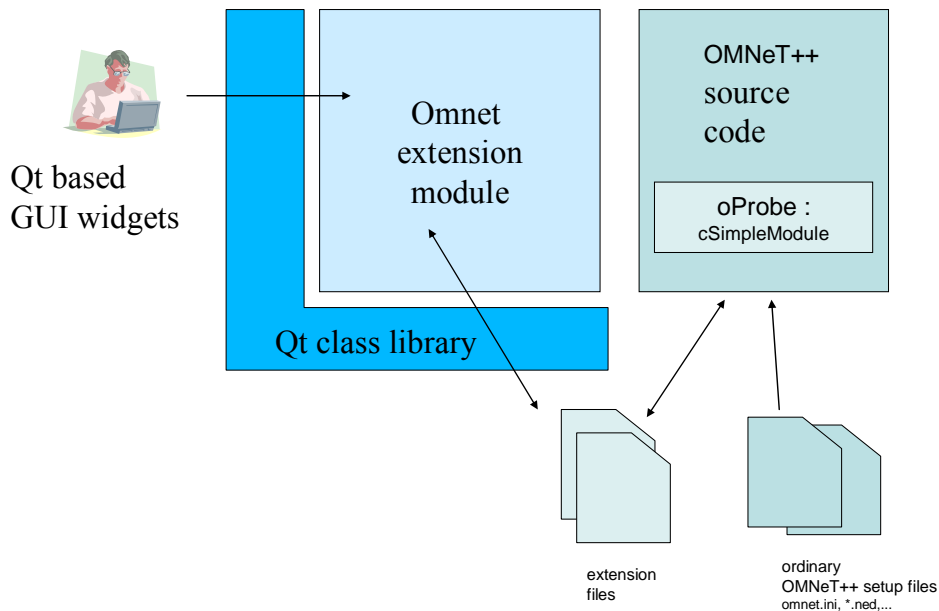 Qt based
GUI widgets
Omnet
extension
module
Qt class library
OMNeT++
source
code
oProbe :
cSimpleModule
extension
files
ordinary
OMNeT++ setup files
omnet.ini, *.ned,...